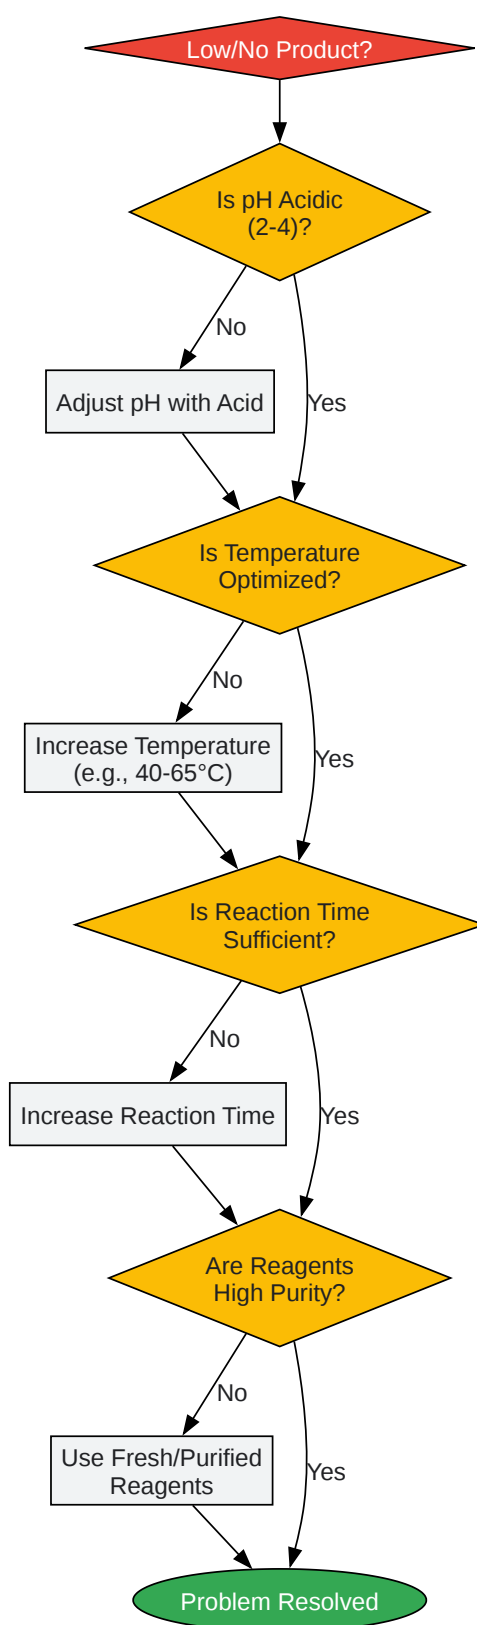 Low/No Product?
Is pH Acidic
(2-4)?
No
Adjust pH with Acid
Yes
Is Temperature
Optimized?
No
Increase Temperature
(e.g., 40-65°C)
Yes
Is Reaction Time
Sufficient?
No
Increase Reaction Time
Yes
Are Reagents
High Purity?
No
Use Fresh/Purified
Reagents
Yes
Problem Resolved